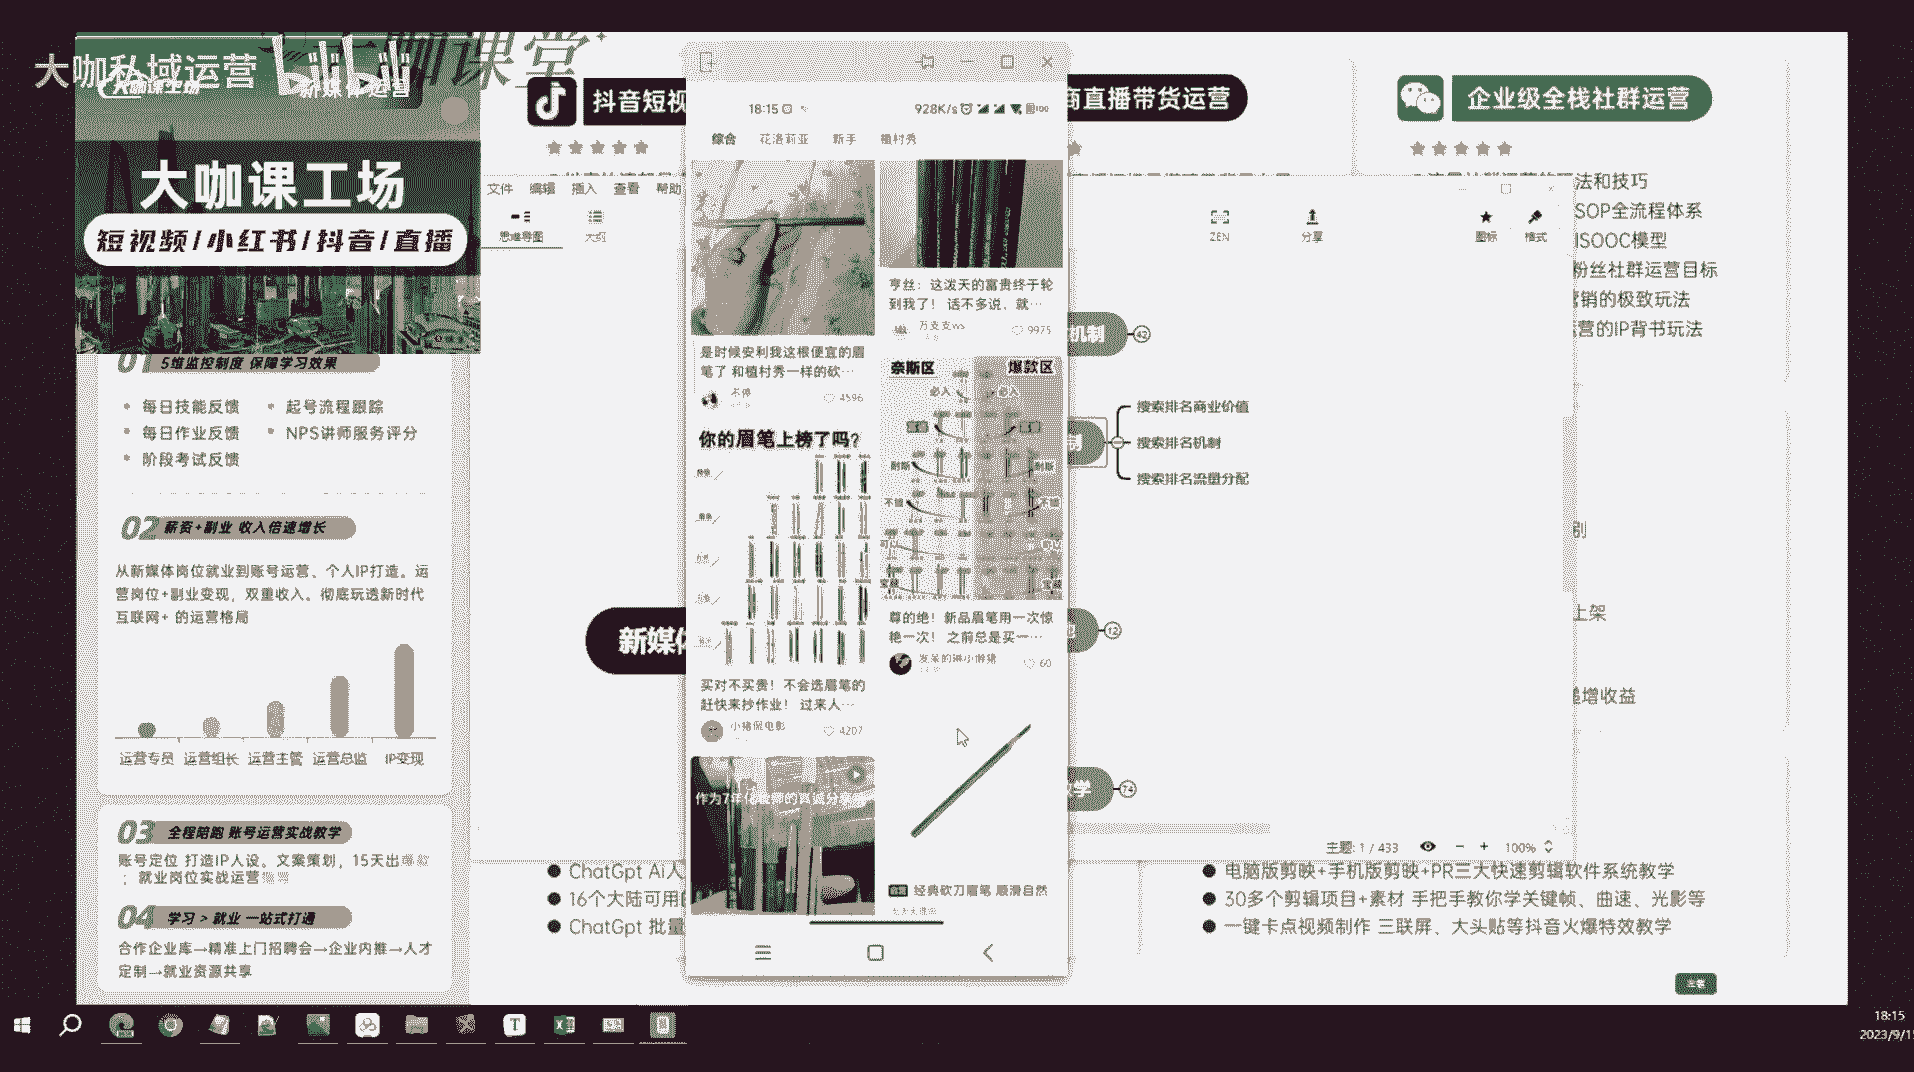 大咖私域运营
bilibili
大咖课工场
新媒体运营
咖课堂
大咖课工场
短视频/小红书/抖音/直播
01 5维监控制度 保障学习效果
每日技能反馈
起号流程跟踪
每日作业反馈
NPS讲师服务评分
阶段考试反馈
02 薪资+副业 收入倍速增长
从新媒体岗位就业到账号运营、个人IP打造。运
营岗位+副业变现，双重收入。彻底玩透新时代
互联网+ 的运营格局
运营专员 运营组长 运营主管 运营总监 IP变现
03 全程陪跑 账号运营实战教学
账号定位 打造IP人设。文案策划，15天出
；就业岗位实战运营
04 学习 > 就业 一站式打通
合作企业库→精准上门招聘会→企业内推→人才
定制→就业资源共享
抖音短视
商直播带货运营
企业级全栈社群运营
文件 编辑 插入 查看 帮助
思维导图
大纲
ZEN
分享
图标
格式
法和技巧
SOP全流程体系
ISOOC模型
粉丝社群运营目标
营销的极致玩法
运营的IP背书玩法
上架
递增收益
机制
42
制
搜索排名商业价值
搜索排名机制
搜索排名流量分配
新媒体
12
学
74
主题: 1 / 433
100%
18:15
928K/s
100
综合 花洛莉亚 新手 植村秀
是时候安利我这根便宜的眉
笔了 和植村秀一样的砍…
不停
4596
亨丝：这泼天的富贵终于轮
到我了！ 话不多说，就…
万支支ws
9975
你的眉笔上榜了吗?
买对不买贵！不会选眉笔的
赶快来抄作业！ 过来人…
小猪侃电影
4207
奈斯区
爆款区
必入
耐斯
耐斯
不错
不错
宝藏
宝藏
尊的绝！新品眉笔用一次惊
艳一次！ 之前总是买一…
60
经典砍刀眉笔 顺滑自然
ChatGpt Ai人
16个大陆可用
ChatGpt 批量
电脑版剪映+手机版剪映+PR三大快速剪辑软件系统教学
30多个剪辑项目+素材 手把手教你学关键帧、曲速、光影等
一键卡点视频制作 三联屏、大头贴等抖音火爆特效教学
18:15
2023/9/1